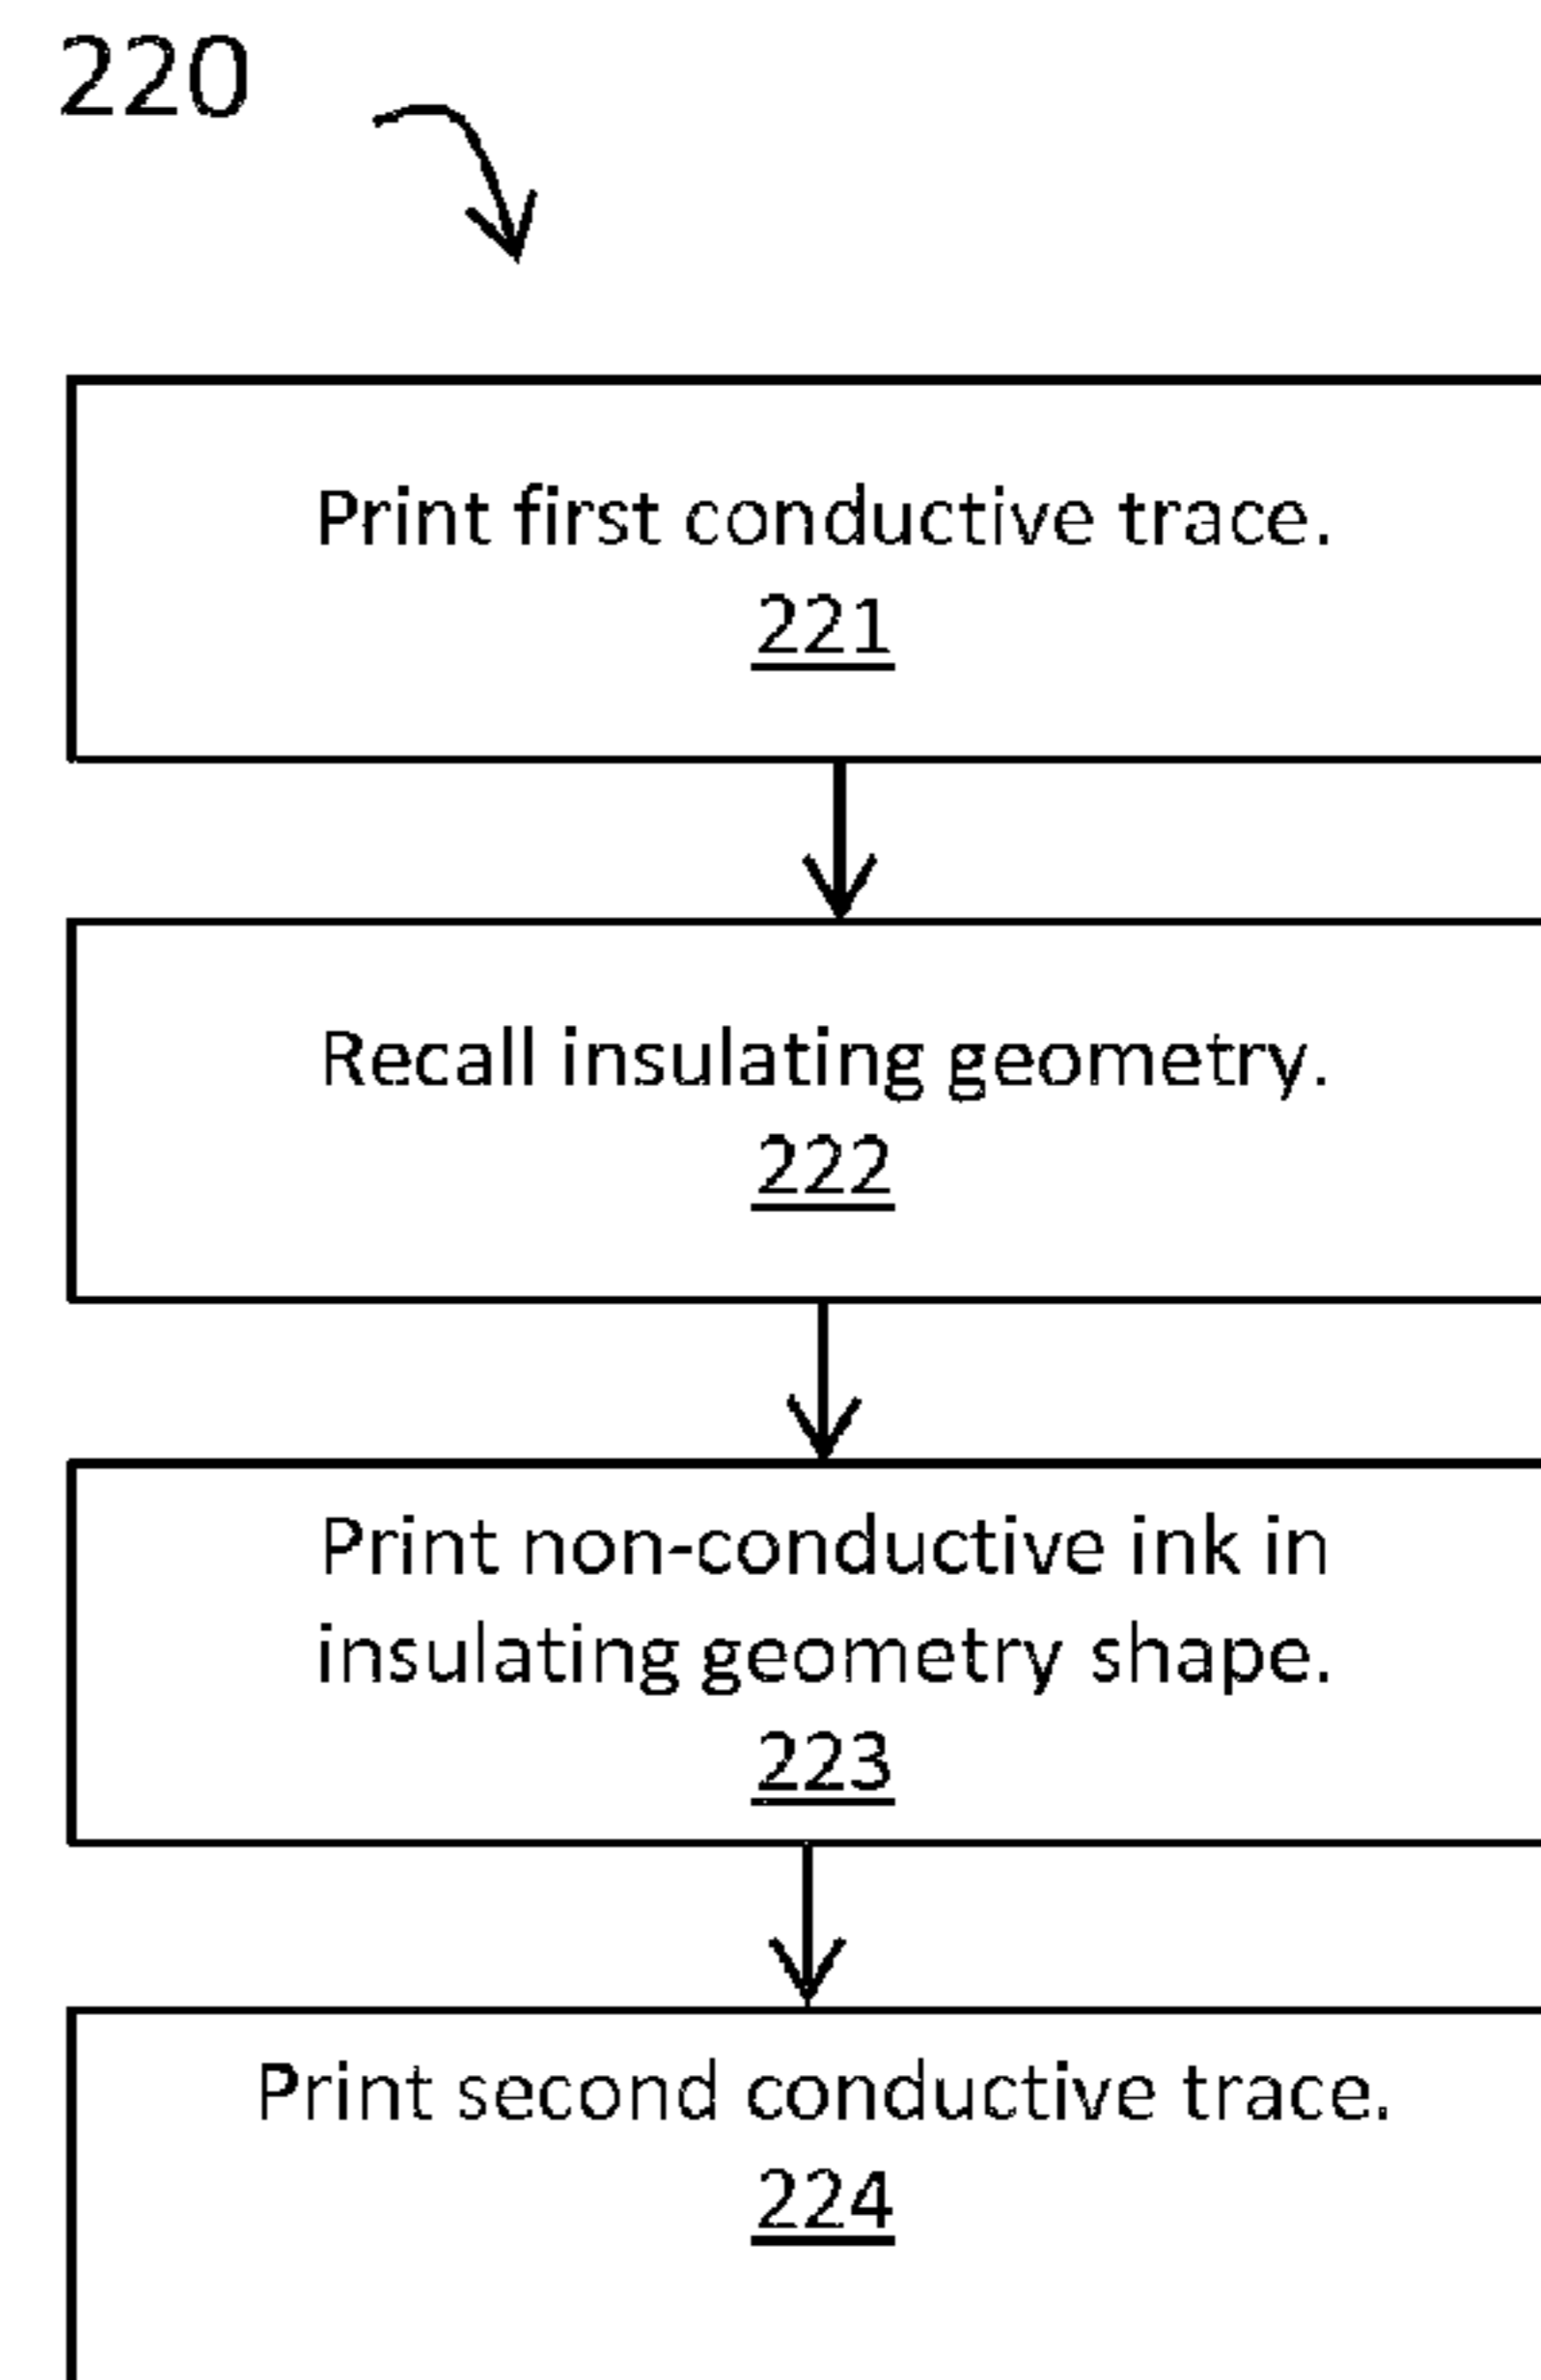 220
Print first conductive trace.
221
Recall insulating geometry.
222
Print non-conductive ink in
insulating geometry shape.
223
Print second conductive trace.
224